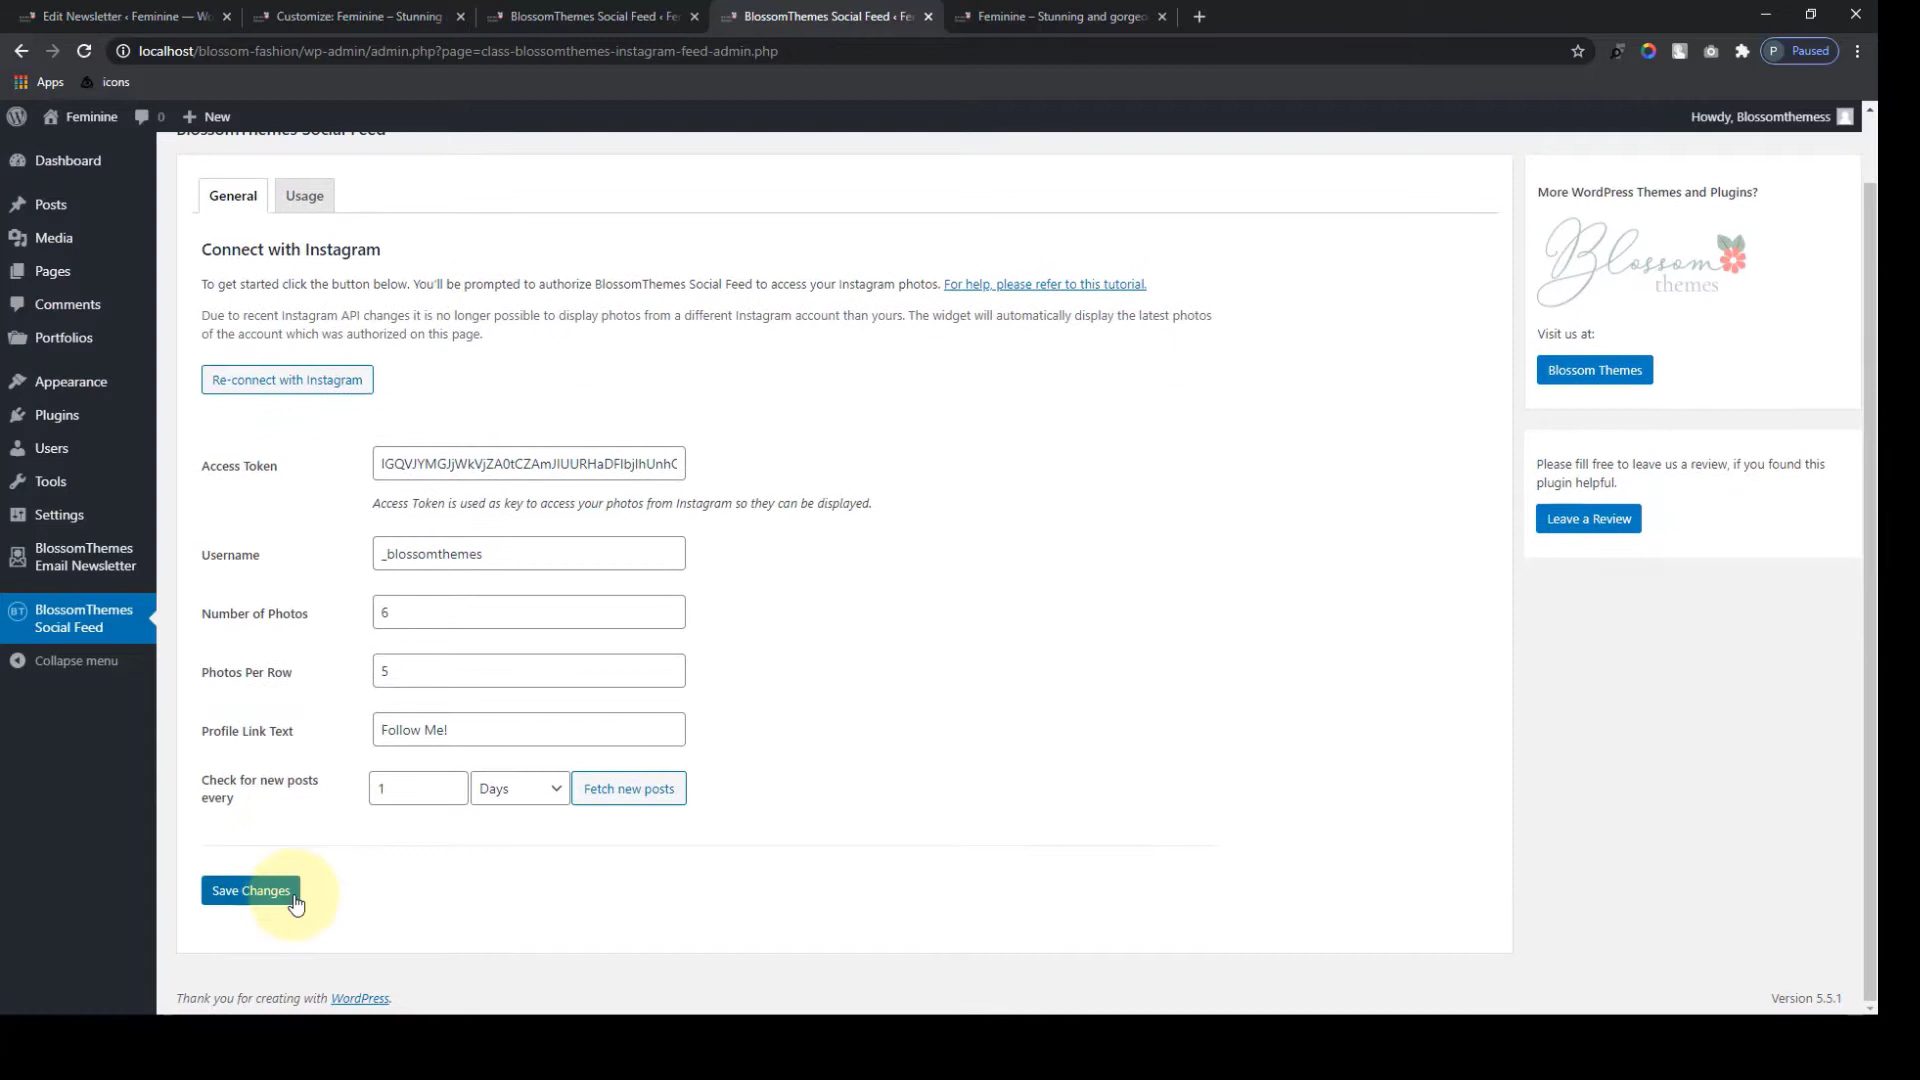 Edit Newsletter ‹ Feminine — Wo
Customize: Feminine – Stunning
BlossomThemes Social Feed ‹ Fe
BlossomThemes Social Feed ‹ Fe
Feminine – Stunning and gorgeo
localhost/blossom-fashion/wp-admin/admin.php?page=class-blossomthemes-instagram-feed-admin.php
P Paused
Apps
icons
Feminine
0
New
Howdy, Blossomthemess
Dashboard
Posts
Media
Pages
Comments
Portfolios
Appearance
Plugins
Users
Tools
Settings
BlossomThemes
Email Newsletter
BT
BlossomThemes
Social Feed
Collapse menu
BlossomThemes Social Feed
General
Usage
Connect with Instagram
To get started click the button below. You'll be prompted to authorize BlossomThemes Social Feed to access your Instagram photos. For help, please refer to this tutorial.
Due to recent Instagram API changes it is no longer possible to display photos from a different Instagram account than yours. The widget will automatically display the latest photos
of the account which was authorized on this page.
Re-connect with Instagram
Access Token
Access Token is used as key to access your photos from Instagram so they can be displayed.
Username
_blossomthemes
Number of Photos
6
Photos Per Row
5
Profile Link Text
Follow Me!
Check for new posts
every
1
Days
Fetch new posts
Save Changes
Thank you for creating with WordPress.
Version 5.5.1
More WordPress Themes and Plugins?
Blossom
themes
Visit us at:
Blossom Themes
Please fill free to leave us a review, if you found this
plugin helpful.
Leave a Review